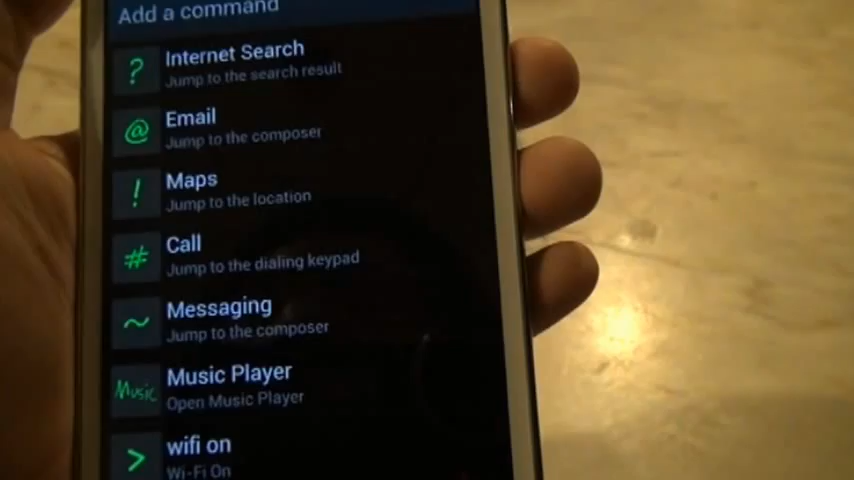 Add a command
? Internet Search
Jump to the search result
@ Email
Jump to the composer
! Maps
Jump to the location
# Call
Jump to the dialing keypad
~ Messaging
Jump to the composer
Music Music Player
Open Music Player
> wifi on
Wi-Fi On